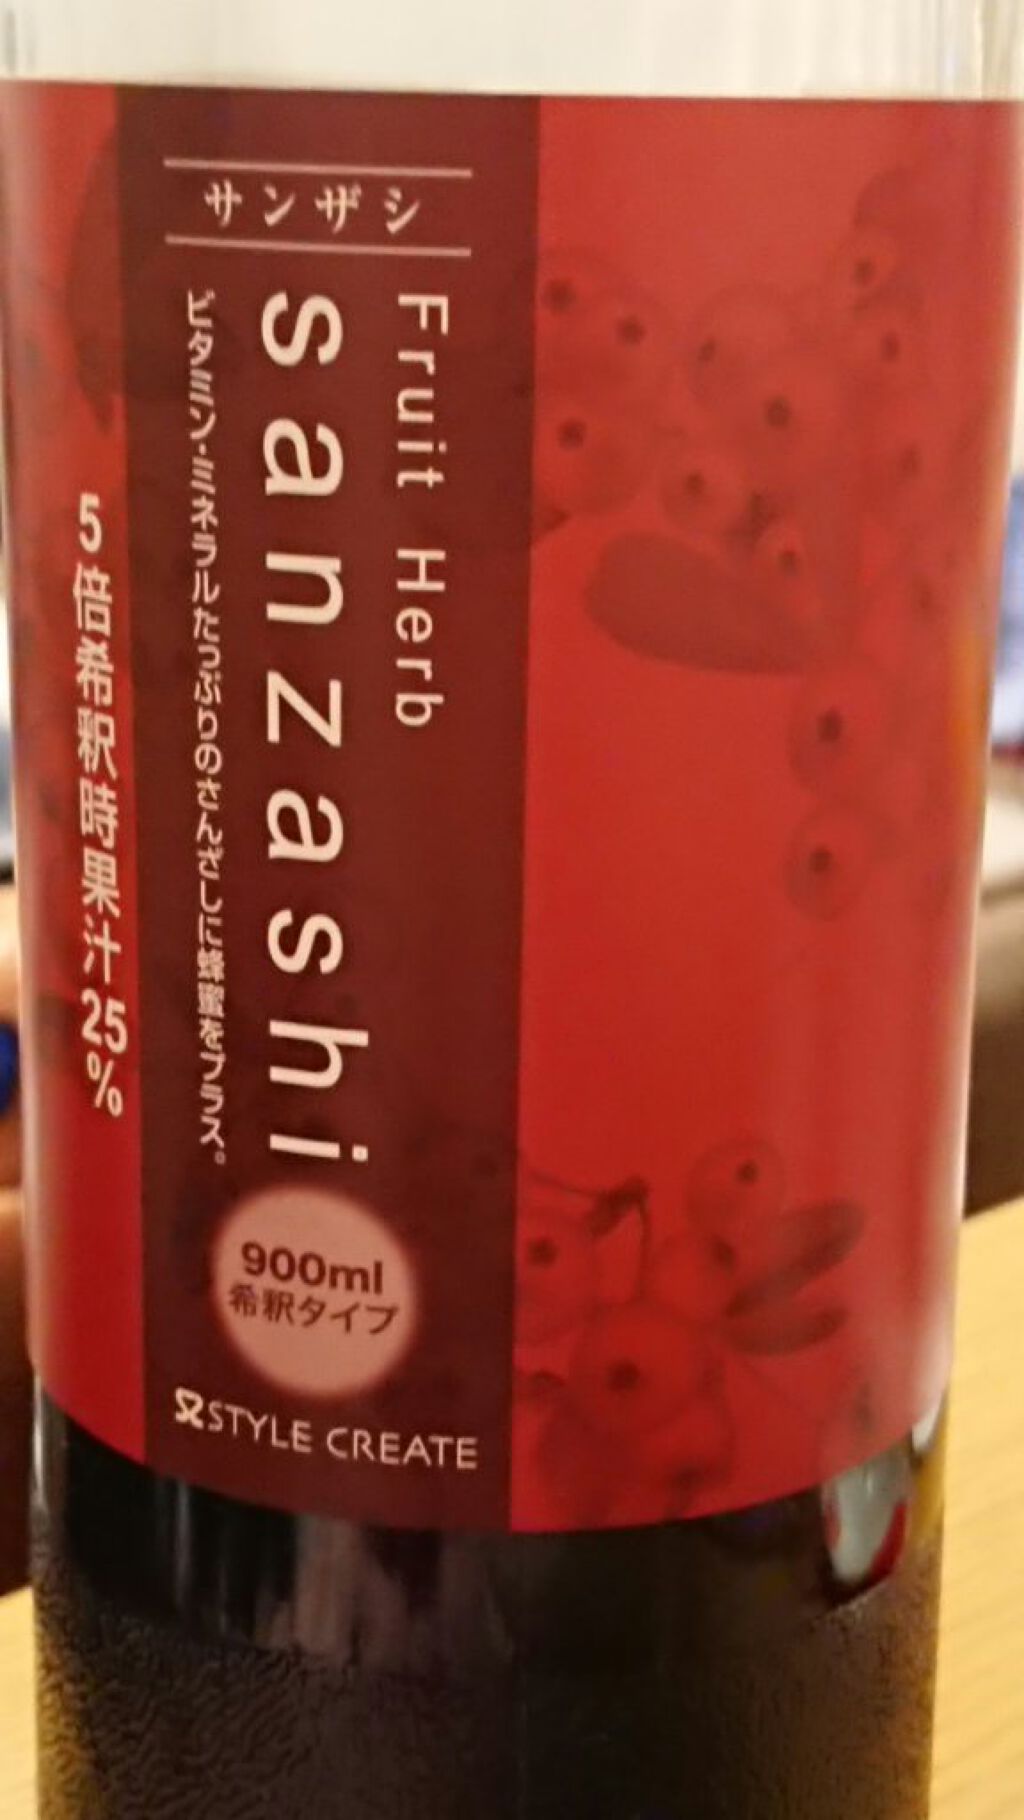 サンザシ
Fruit Herb
sanzashi
ビタミン・ミネラルたっぷりのさんざしに蜂蜜をプラス。
5倍希釈時果汁25%
900ml
希釈タイプ
STYLE CREATE